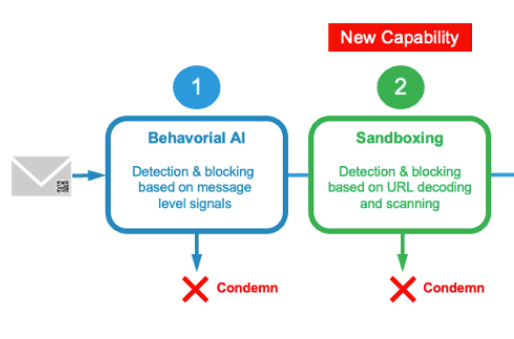 New Capability
1
2
Behavorial AI
Detection & blocking
based on message
level signals
Sandboxing
Detection & blocking
based on URL decoding
and scanning
Condemn
Condemn